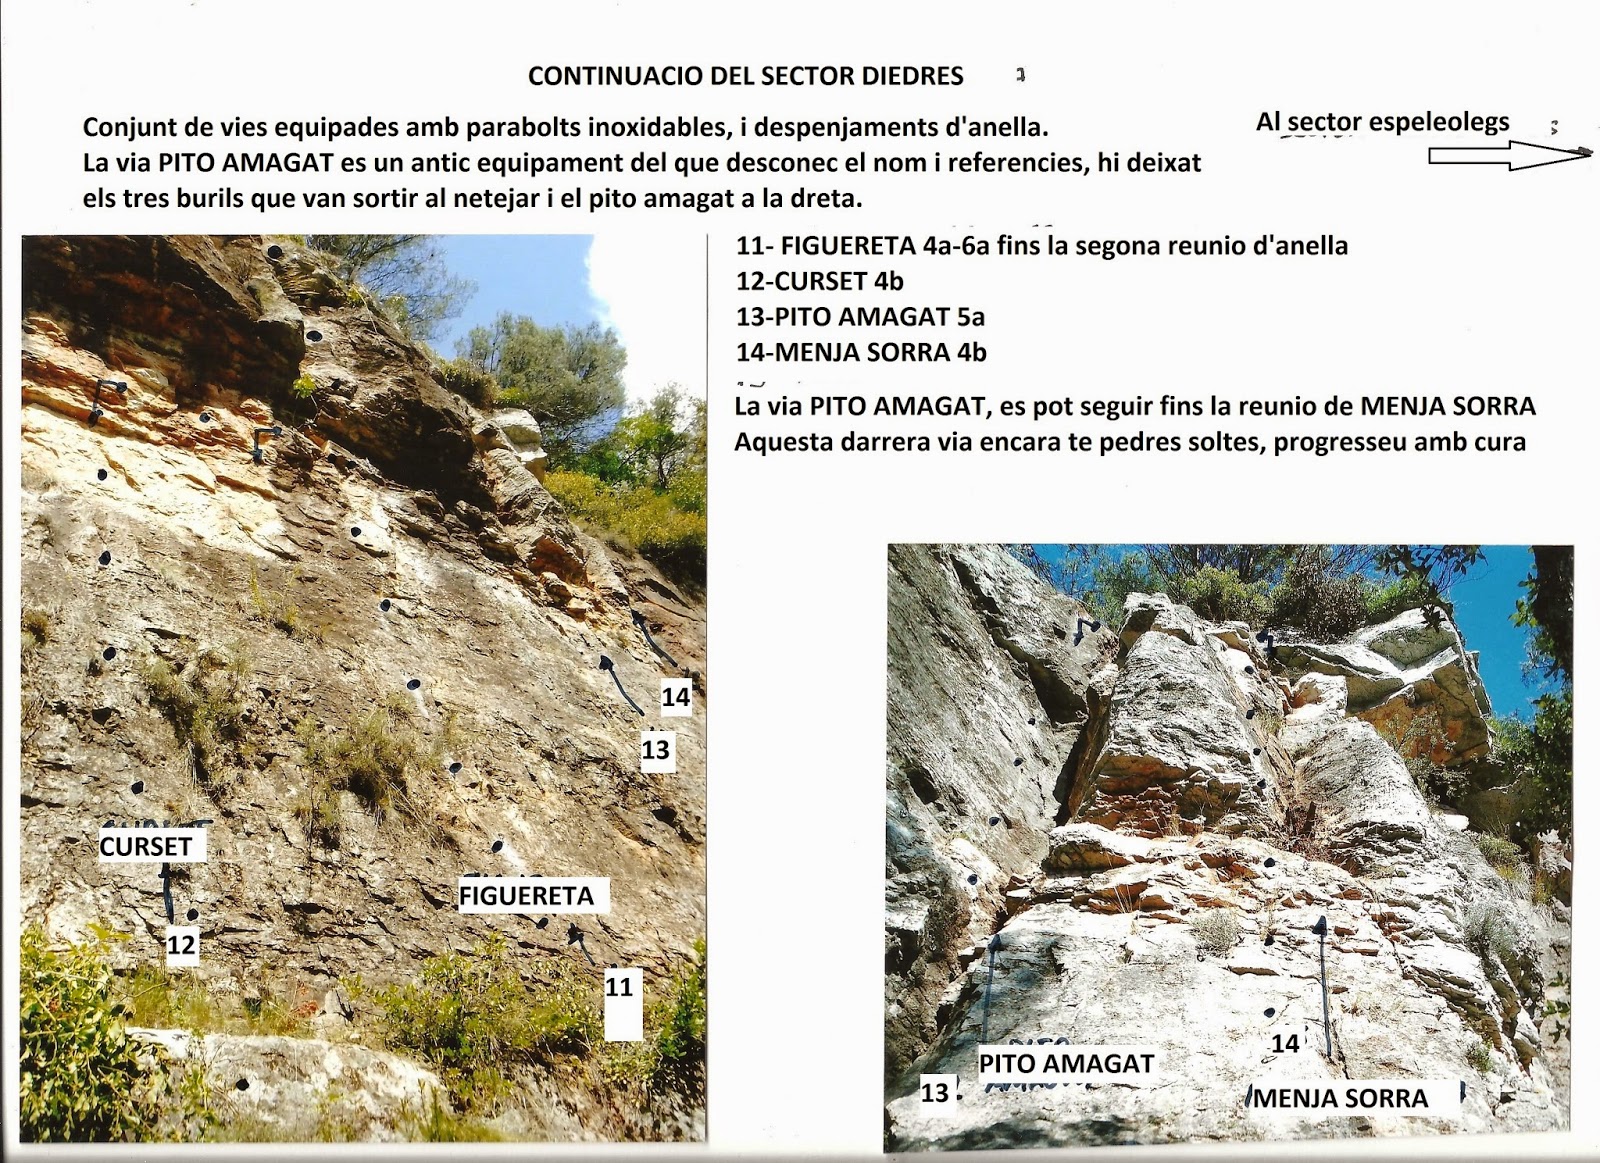 CONTINUACIO DEL SECTOR DIEDRES
Conjunt de vies equipades amb parabolts inoxidables, i despenjaments d'anella.
La via PITO AMAGAT es un antic equipament del que desconec el nom i referencies, hi deixat
els tres burils que van sortir al netejar i el pito amagat a la dreta.
Al sector espeleolegs
11- FIGUERETA 4a-6a fins la segona reunio d'anella
12-CURSET 4b
13-PITO AMAGAT 5a
14-MENJA SORRA 4b
La via PITO AMAGAT, es pot seguir fins la reunio de MENJA SORRA
Aquesta darrera via encara te pedres soltes, progresseu amb cura
14
13
CURSET
FIGUERETA
12
11
14
PITO AMAGAT
13
MENJA SORRA